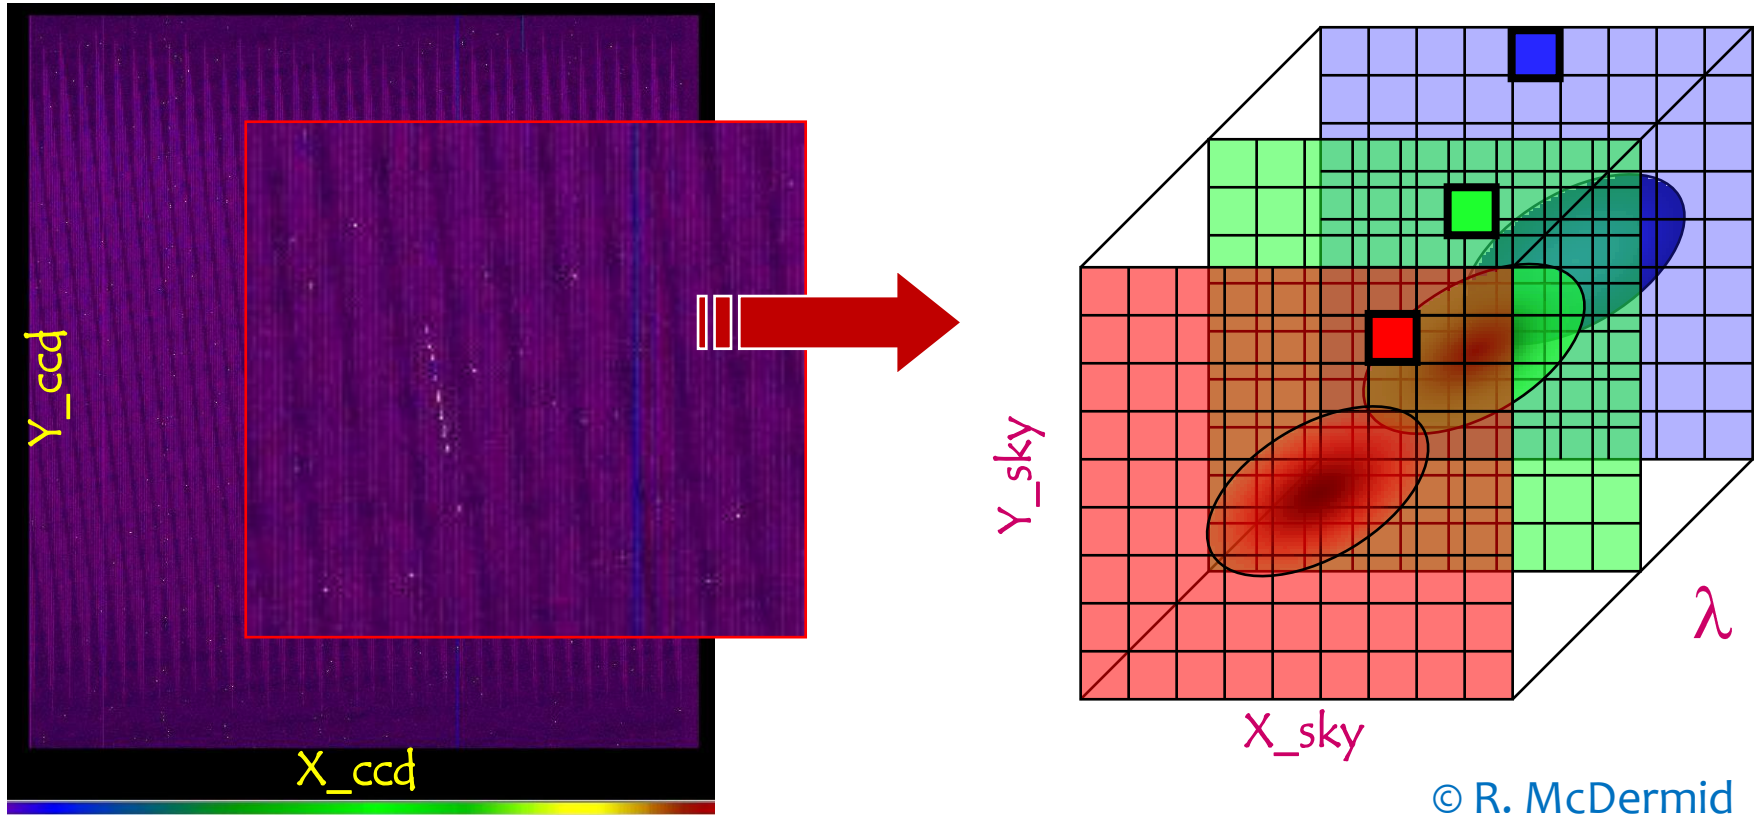 Y_ccd
X_ccd
Y_sky
X_sky
λ
© R. McDermid